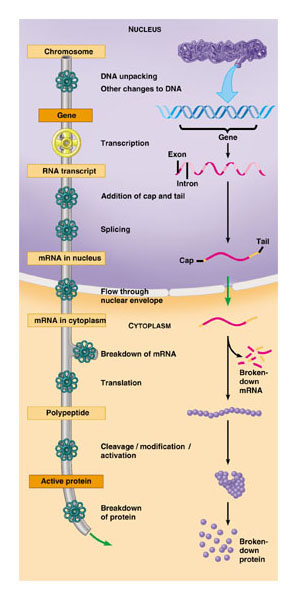 NUCLEUS
Chromosome
DNA unpacking
Other changes to DNA
Gene
Gene
Transcription
Exon
Intron
RNA transcript
Addition of cap and tail
Splicing
Tail
Cap
mRNA in nucleus
Flow through
nuclear envelope
mRNA in cytoplasm
CYTOPLASM
Breakdown of mRNA
Broken-
down
mRNA
Translation
Polypeptide
Cleavage / modification /
activation
Active protein
Breakdown
of protein
Broken-
down
protein